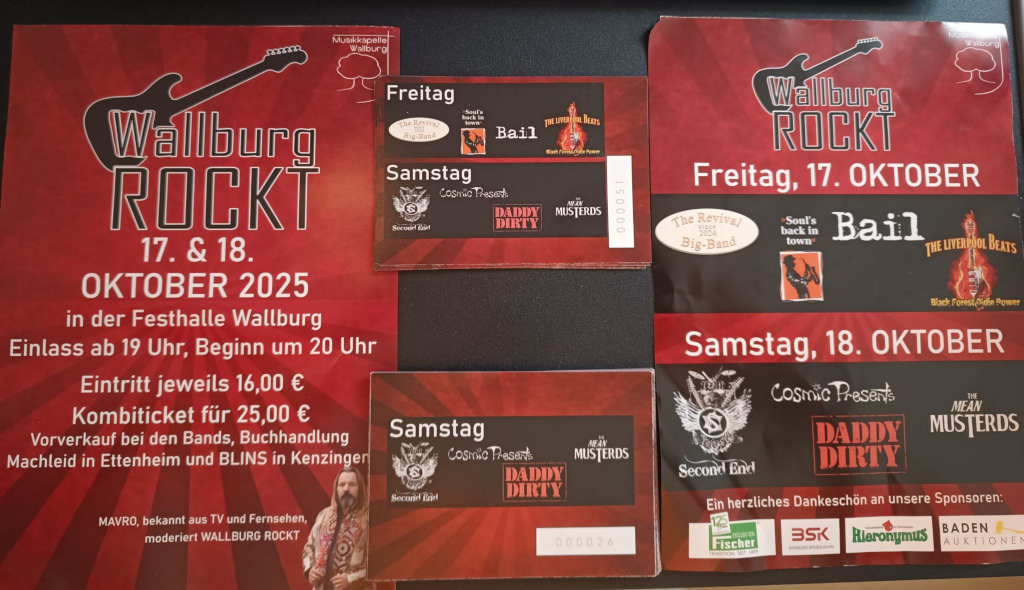 Musikkapelle
Wallburg
Wallburg
ROCKT
17. & 18.
OKTOBER 2025
in der Festhalle Wallburg
Einlass ab 19 Uhr, Beginn um 20 Uhr
Eintritt jeweils 16,00 €
Kombiticket für 25,00 €
Vorverkauf bei den Bands, Buchhandlung
Machleid in Ettenheim und BLINS in Kenzingen
MAVRO, bekannt aus TV und Fernsehen,
moderiert WALLBURG ROCKT
Freitag
The Revival
Big-Band
"Soul's
back in
town"
Bail
THE LIVERPOOL BEATS
Black Forest Oldie Power
Samstag
Second End
Cosmic Presents
DADDY
DIRTY
THE
MEAN
MUSTERDS
000051
Samstag
Second End
Cosmic Presents
DADDY
DIRTY
THE
MEAN
MUSTERDS
000026
Musikkapelle
Wallburg
Wallburg
ROCKT
Freitag, 17. OKTOBER
The Revival
since
2024
Big-Band
"Soul's
back in
town"
Bail
THE LIVERPOOL BEATS
Black Forest Oldie Power
Samstag, 18. OKTOBER
Second End
Cosmic Presents
DADDY
DIRTY
THE
MEAN
MUSTERDS
Ein herzliches Dankeschön an unsere Sponsoren:
125
Fischer
BSK
Hieronymus
BADEN
AUKTIONEN